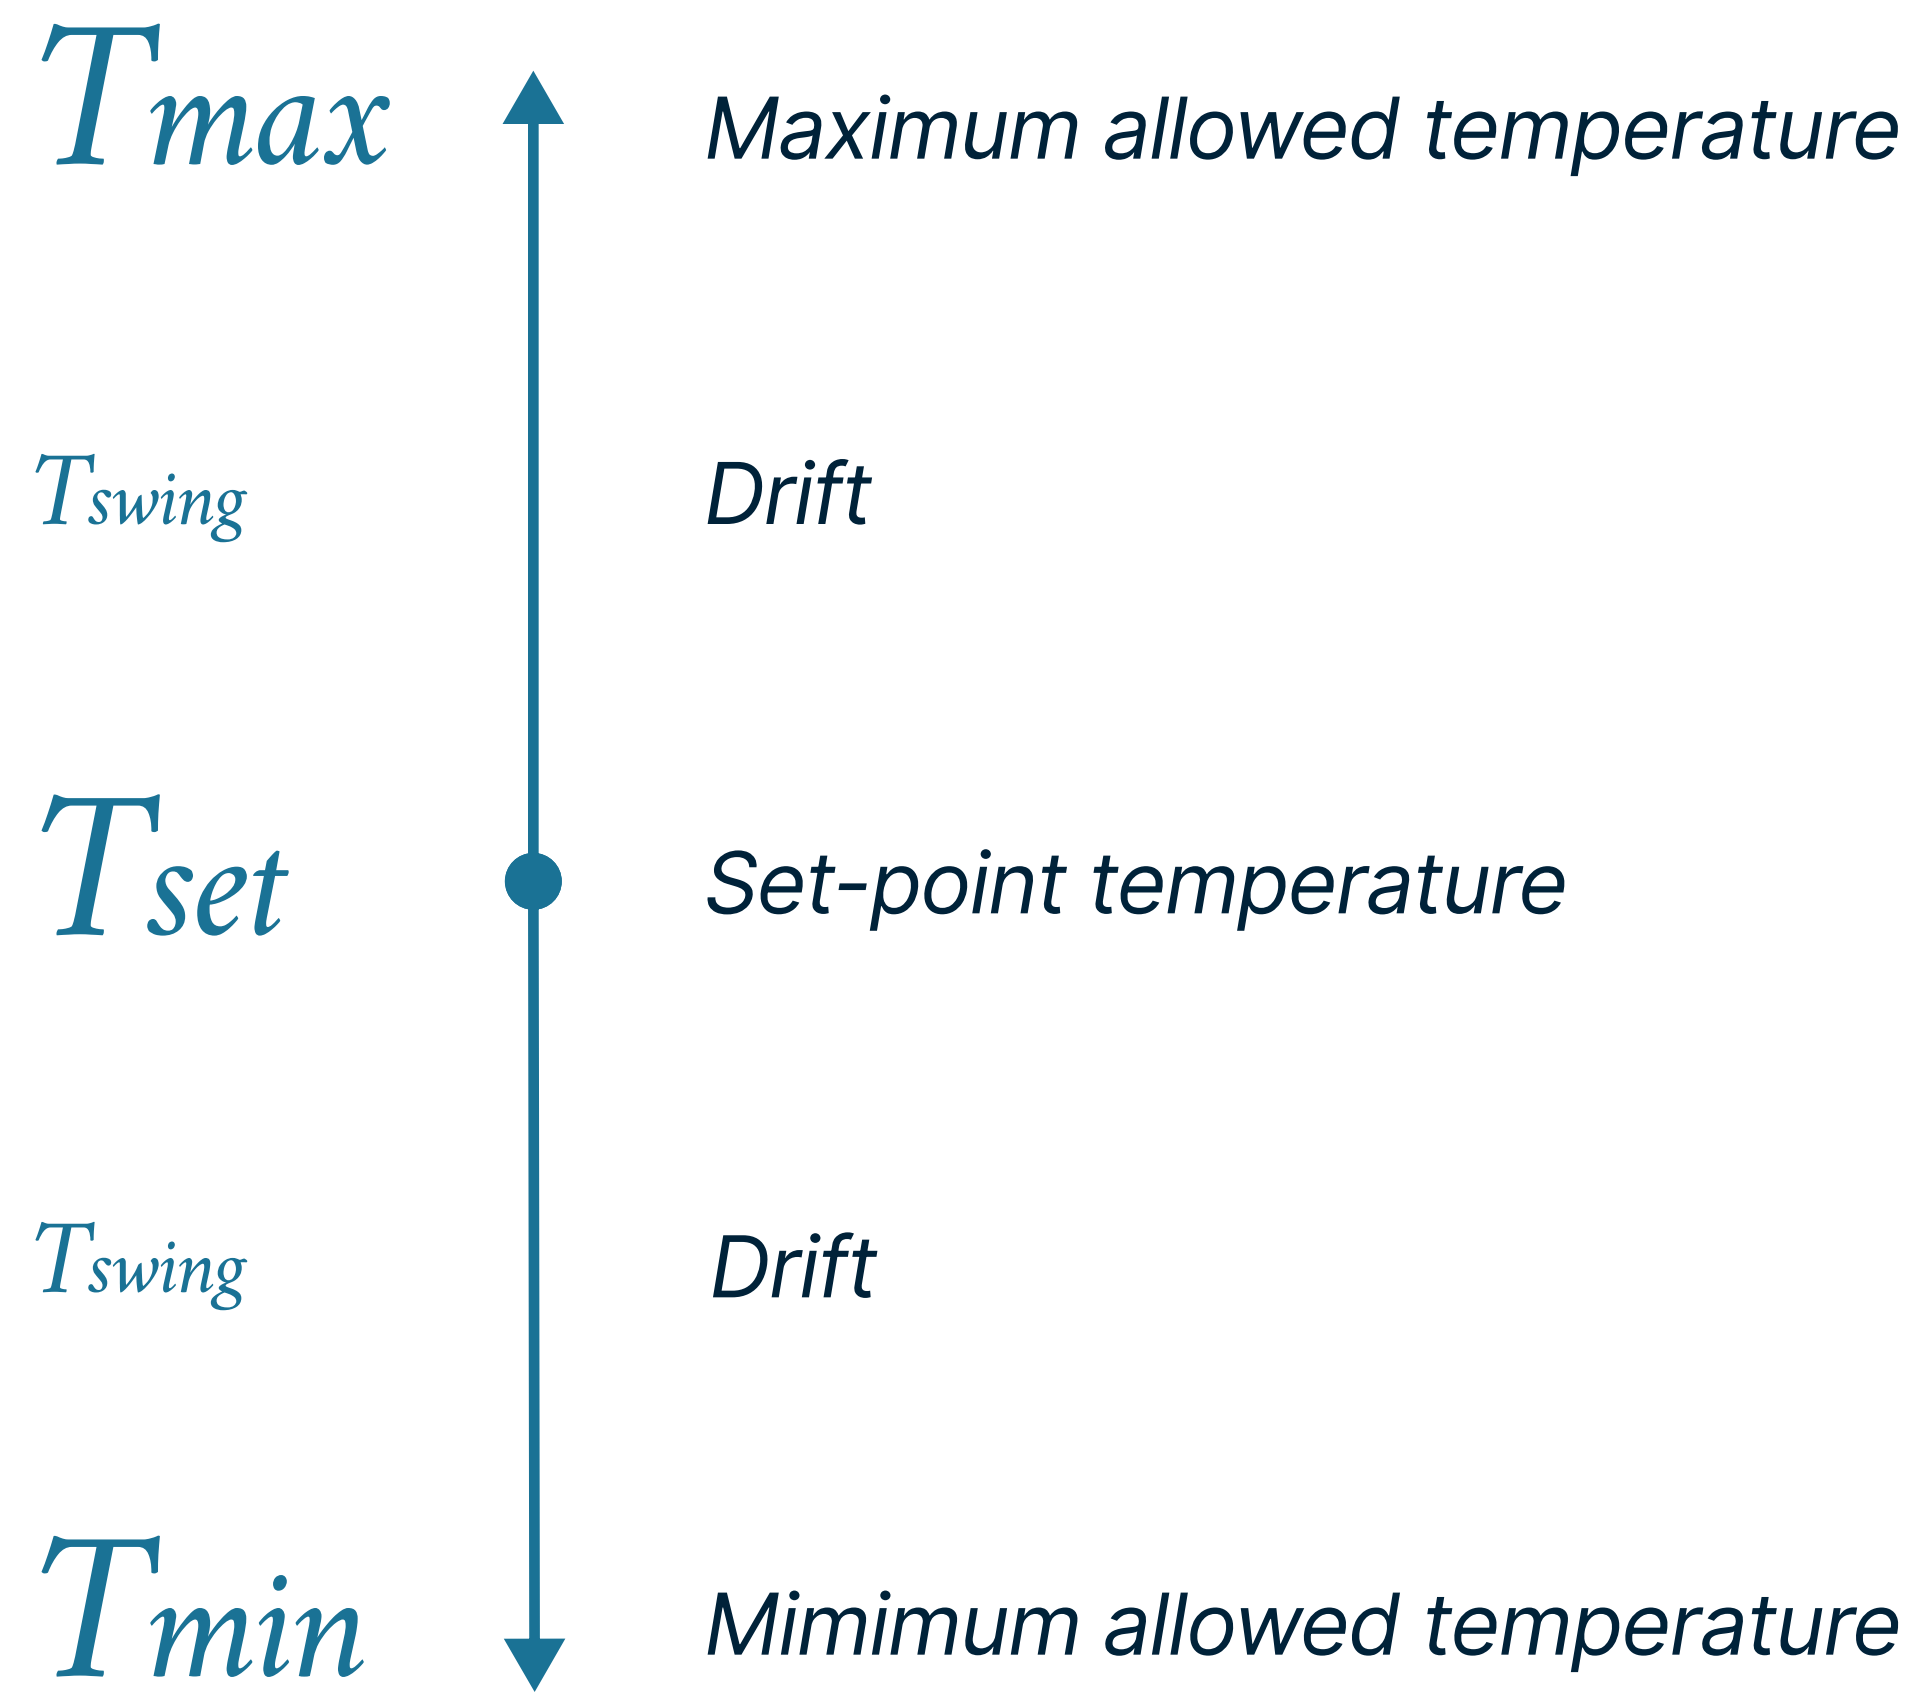 Tmax Maximum allowed temperature
Tswing Drift
Tset Set-point temperature
Tswing Drift
Tmin Mimimum allowed temperature